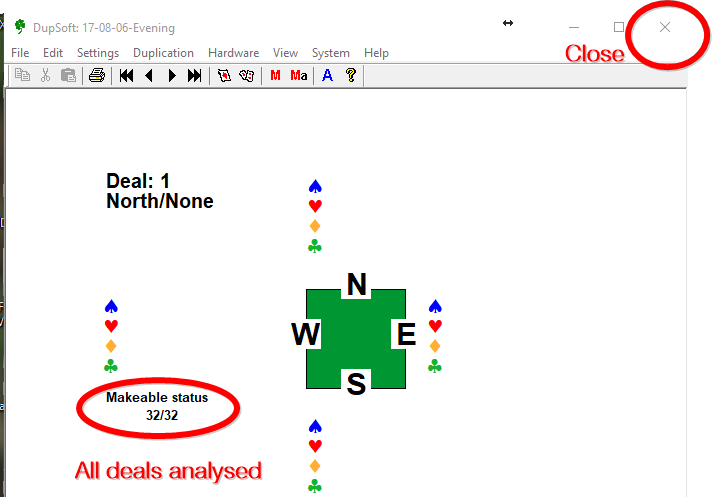 DupSoft: 17-08-06-Evening
File Edit Settings Duplication Hardware View System Help
Close
M Ma A ?
Deal: 1
North/None
N
W E
S
Makeable status
32/32
All deals analysed